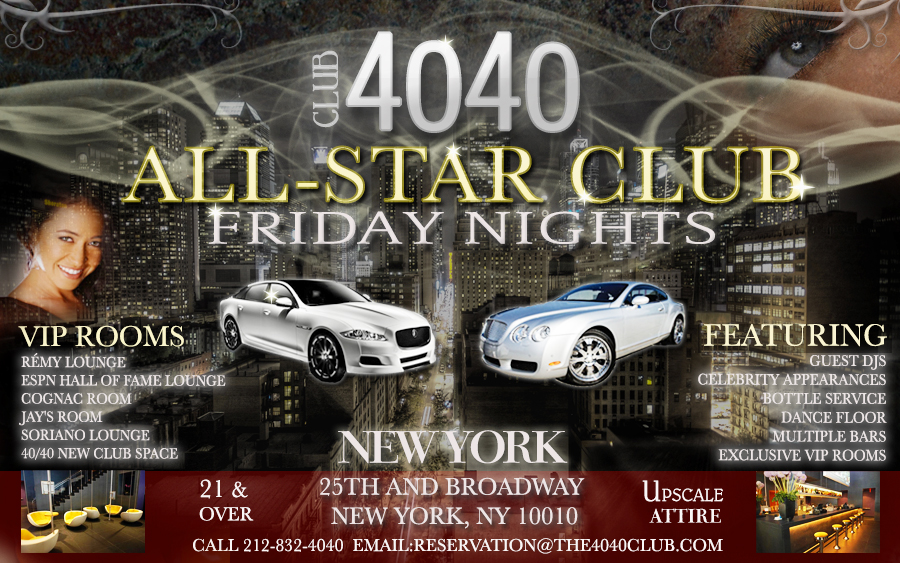 CLUB 4040
ALL-STAR CLUB
FRIDAY NIGHTS
VIP ROOMS
RÉMY LOUNGE
ESPN HALL OF FAME LOUNGE
COGNAC ROOM
JAY'S ROOM
SORIANO LOUNGE
40/40 NEW CLUB SPACE
FEATURING
GUEST DJS
CELEBRITY APPEARANCES
BOTTLE SERVICE
DANCE FLOOR
MULTIPLE BARS
EXCLUSIVE VIP ROOMS
NEW YORK
25TH AND BROADWAY
NEW YORK, NY 10010
21 &
OVER
UPSCALE
ATTIRE
CALL 212-832-4040 EMAIL:RESERVATION@THE4040CLUB.COM